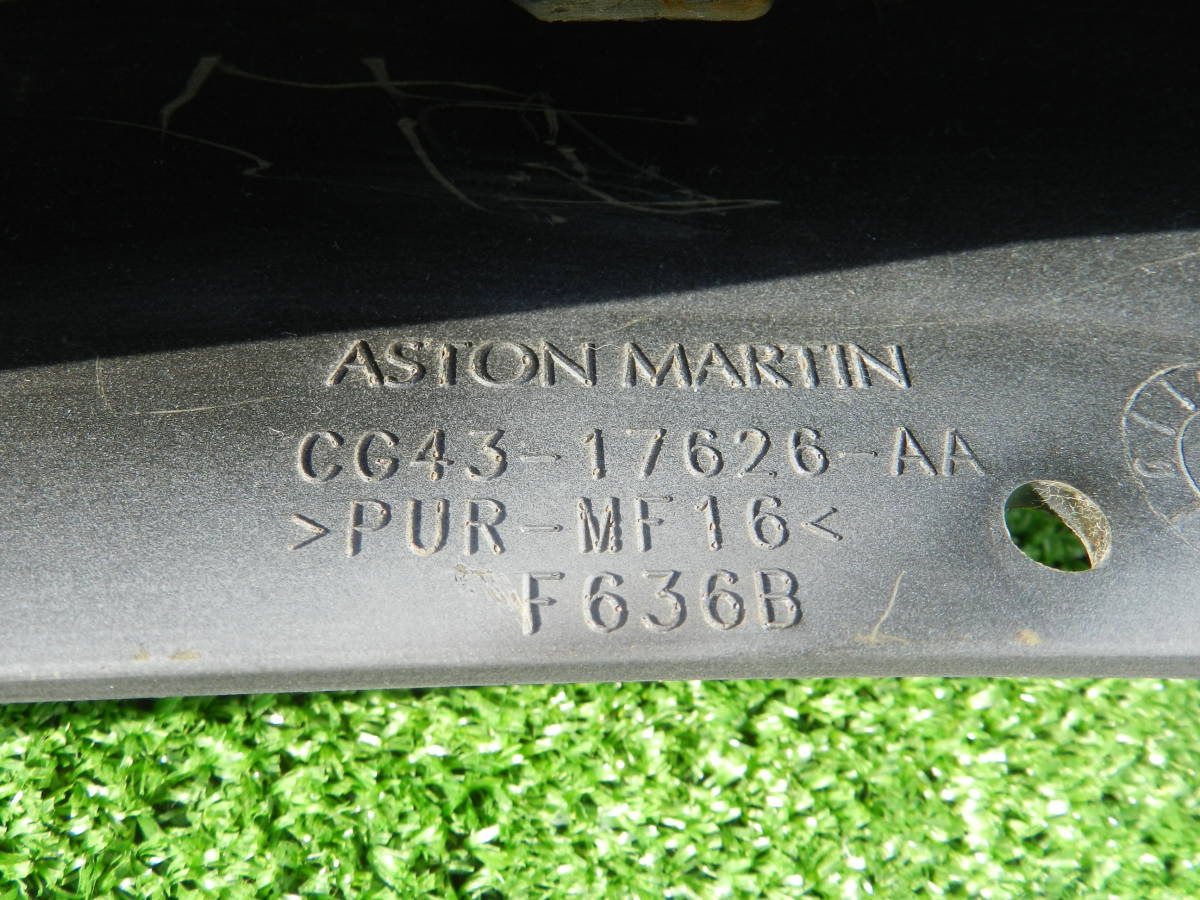 ASTON MARTIN
CG43-17626-AA
>PUR-MF16<
F636B